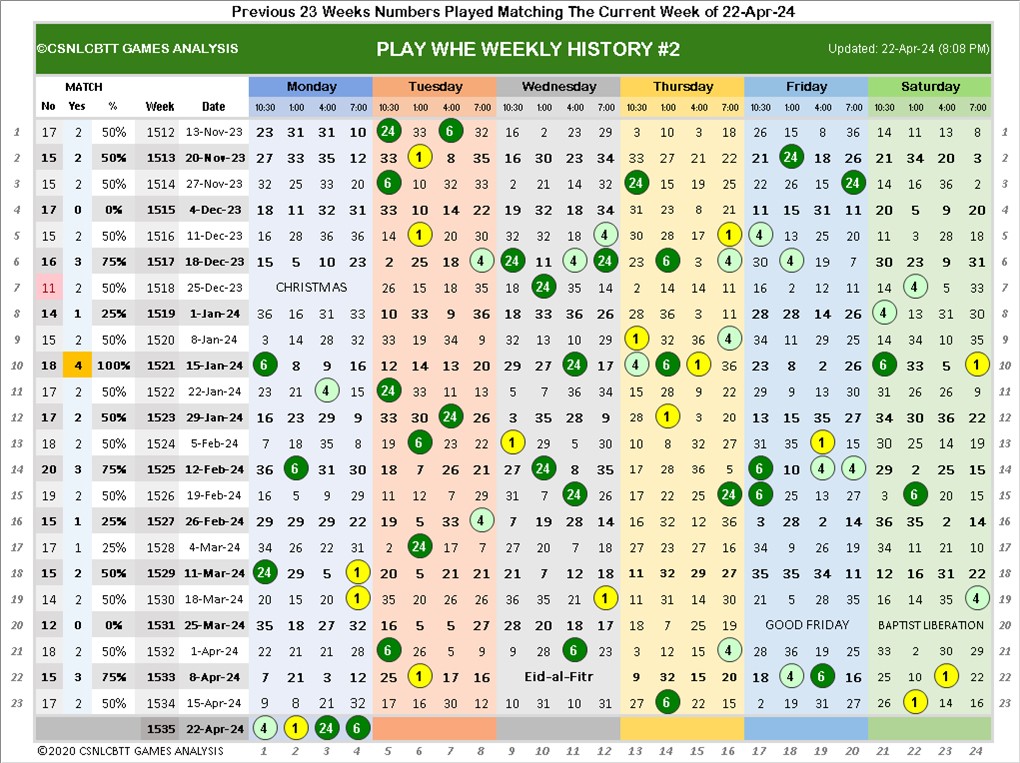 Previous 23 Weeks Numbers Played Matching The Current Week of 22-Apr-24
©CSNLCBTT GAMES ANALYSIS PLAY WHE WEEKLY HISTORY #2 Updated: 22-Apr-24 (8:08 PM)
MATCH Monday Tuesday Wednesday Thursday Friday Saturday
No Yes % Week Date 10:30 1:00 4:00 7:00 10:30 1:00 4:00 7:00 10:30 1:00 4:00 7:00 10:30 1:00 4:00 7:00 10:30 1:00 4:00 7:00 10:30 1:00 4:00 7:00
1 17 2 50% 1512 13-Nov-23 23 31 31 10 24 33 6 32 16 2 23 29 3 10 3 18 26 15 8 36 14 11 13 8 1
2 15 2 50% 1513 20-Nov-23 27 33 35 12 33 1 8 35 16 30 23 34 33 27 21 22 21 24 18 26 21 34 20 3 2
3 15 2 50% 1514 27-Nov-23 32 25 33 20 6 10 32 33 2 21 14 32 24 15 19 25 22 26 15 24 14 16 36 2 3
4 17 0 0% 1515 4-Dec-23 18 11 32 31 33 10 14 22 19 32 18 34 31 23 8 21 11 15 31 11 20 5 9 20 4
5 15 2 50% 1516 11-Dec-23 16 28 36 36 14 1 20 30 32 32 18 4 30 28 17 1 4 13 25 20 11 3 28 18 5
6 16 3 75% 1517 18-Dec-23 15 5 10 23 2 25 18 4 24 11 4 24 23 6 3 4 30 4 19 7 30 23 9 31 6
7 11 2 50% 1518 25-Dec-23 CHRISTMAS 26 15 18 35 18 24 35 14 2 14 14 11 16 2 12 11 14 4 5 33 7
8 14 1 25% 1519 1-Jan-24 36 16 31 33 10 33 9 36 18 33 36 26 28 36 3 11 28 28 14 26 4 13 31 30 8
9 15 2 50% 1520 8-Jan-24 3 14 28 32 33 19 34 9 32 13 10 29 1 32 36 4 34 11 29 25 14 34 10 35 9
10 18 4 100% 1521 15-Jan-24 6 8 9 16 12 14 13 20 29 27 24 17 4 6 1 36 23 8 2 26 6 33 5 1 10
11 17 2 50% 1522 22-Jan-24 23 21 4 15 24 33 11 13 5 7 36 34 15 28 9 22 29 9 13 30 31 26 26 9 11
12 17 2 50% 1523 29-Jan-24 16 23 29 9 33 30 24 26 3 35 28 9 14 1 3 20 13 15 35 27 34 30 36 22 12
13 18 2 50% 1524 5-Feb-24 7 18 35 8 19 6 23 22 1 29 5 30 10 8 32 27 31 35 1 15 30 25 14 19 13
14 20 3 75% 1525 12-Feb-24 36 6 31 30 18 7 26 21 27 24 8 35 17 28 36 5 6 10 4 4 29 2 25 15 14
15 19 2 50% 1526 19-Feb-24 16 5 9 29 11 12 7 29 31 7 24 26 17 22 25 24 6 25 13 27 3 6 20 15 15
16 15 1 25% 1527 26-Feb-24 29 29 29 22 19 5 33 4 7 19 28 14 16 32 12 36 3 28 2 14 36 35 2 14 16
17 17 1 25% 1528 4-Mar-24 34 26 22 31 2 24 17 7 27 20 7 18 27 23 27 16 34 9 26 19 34 11 21 10 17
18 15 2 50% 1529 11-Mar-24 24 29 5 1 20 5 21 21 21 7 12 18 11 32 29 27 35 35 34 11 12 16 31 22 18
19 14 2 50% 1530 18-Mar-24 20 15 20 1 35 20 26 26 36 35 21 1 12 31 14 30 21 5 28 35 16 14 35 4 19
20 12 0 0% 1531 25-Mar-24 35 18 27 32 16 5 5 27 28 20 18 17 18 7 25 19 GOOD FRIDAY BAPTIST LIBERATION 20
21 18 2 50% 1532 1-Apr-24 22 21 21 28 6 26 5 9 9 28 6 23 3 12 15 4 28 36 19 25 33 2 30 29 21
22 15 3 75% 1533 8-Apr-24 7 21 3 12 25 1 17 16 Eid-al-Fitr 9 32 15 20 18 4 6 16 25 10 1 22 22
23 17 2 50% 1534 15-Apr-24 9 8 21 32 17 16 30 12 10 31 10 31 27 6 22 15 2 19 31 27 26 1 14 16 23
1535 22-Apr-24 4 1 24 6
©2020 CSNLCBTT GAMES ANALYSIS 1 2 3 4 5 6 7 8 9 10 11 12 13 14 15 16 17 18 19 20 21 22 23 24